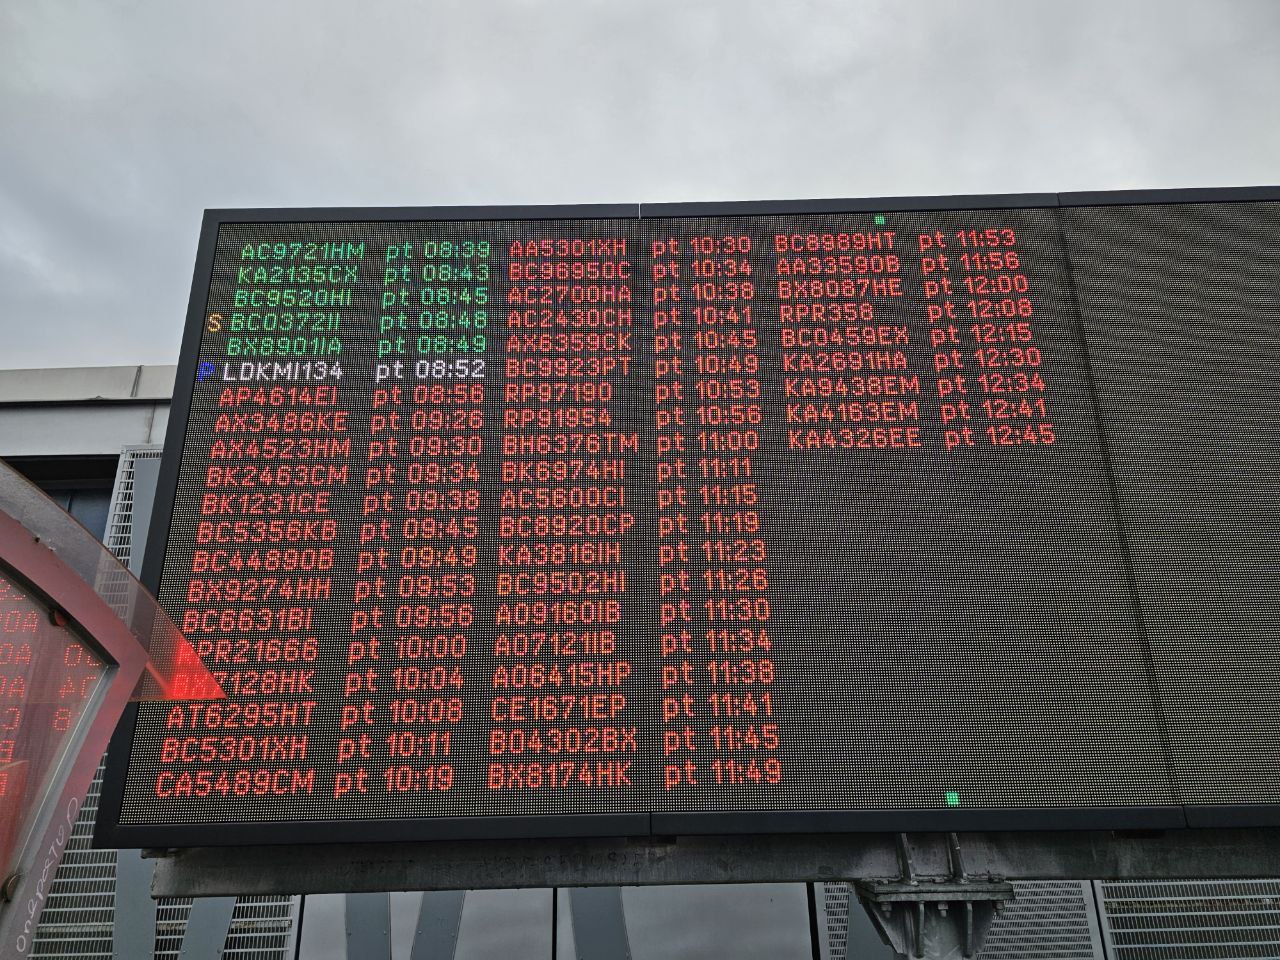 AC9721HM pt 08:39
KA2135CX pt 08:43
BC9520HI pt 08:45
S BC0372II pt 08:48
BX8901IA pt 08:49
P LDKMI134 pt 08:52
AP4614EI pt 08:56
AX3486KE pt 09:26
AX4523HM pt 09:30
BK2463CM pt 09:34
BK1231CE pt 09:38
BC5356KB pt 09:45
BC4489OB pt 09:49
BX9274HH pt 09:53
BC6631BI pt 09:56
RPR21666 pt 10:00
7128HK pt 10:04
AT6295HT pt 10:08
BC5301XH pt 10:11
CA5489CM pt 10:19
AA5301XH pt 10:30
BC9695OC pt 10:34
AC2700HA pt 10:38
AC2430CH pt 10:41
AX6359CK pt 10:45
BC9923PT pt 10:49
RP97190 pt 10:53
RP91954 pt 10:56
BH6376TM pt 11:00
BK6974HI pt 11:11
AC5600CI pt 11:15
BC8920CP pt 11:19
KA3816IH pt 11:23
BC9502HI pt 11:26
AO9160IB pt 11:30
AO7121IB pt 11:34
AO6415HP pt 11:38
CE1671EP pt 11:41
BO4302BX pt 11:45
BX8174HK pt 11:49
BC8989HT pt 11:53
AA3359OB pt 11:56
BX8087HE pt 12:00
RPR358 pt 12:08
BC0459EX pt 12:15
KA2691HA pt 12:30
KA9438EM pt 12:34
KA4163EM pt 12:41
KA4326EE pt 12:45